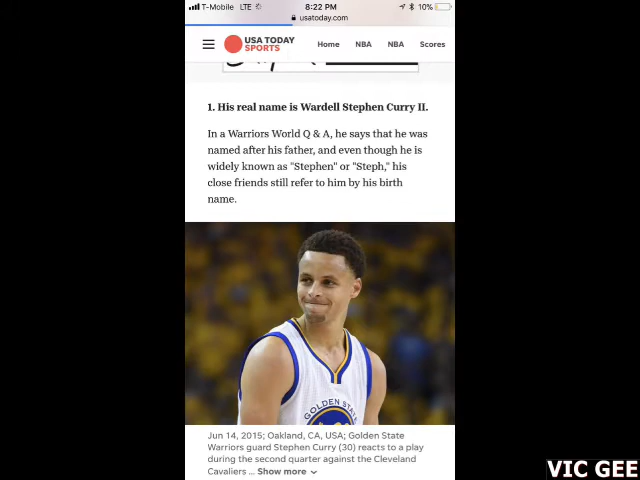 T-Mobile LTE 8:22 PM 10%
usatoday.com
USA TODAY
SPORTS
Home NBA NBA Scores
1. His real name is Wardell Stephen Curry II.
In a Warriors World Q & A, he says that he was
named after his father, and even though he is
widely known as "Stephen" or "Steph," his
close friends still refer to him by his birth
name.
GOLDEN STATE
Jun 14, 2015; Oakland, CA, USA; Golden State
Warriors guard Stephen Curry (30) reacts to a play
during the second quarter against the Cleveland
Cavaliers ... Show more
VIC GEE